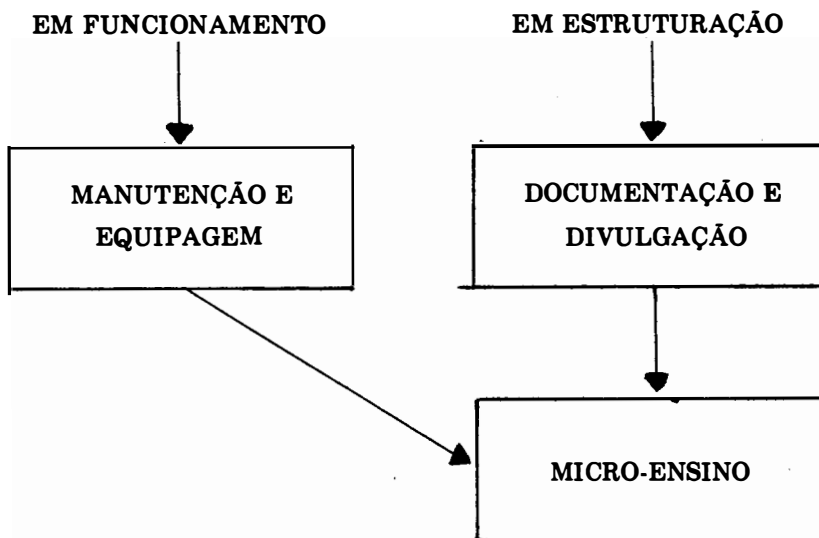 EM FUNCIONAMENTO
EM ESTRUTURAÇÃO
MANUTENÇÃO E
EQUIPAGEM
DOCUMENTAÇÃO E
DIVULGAÇÃO
MICRO-ENSINO